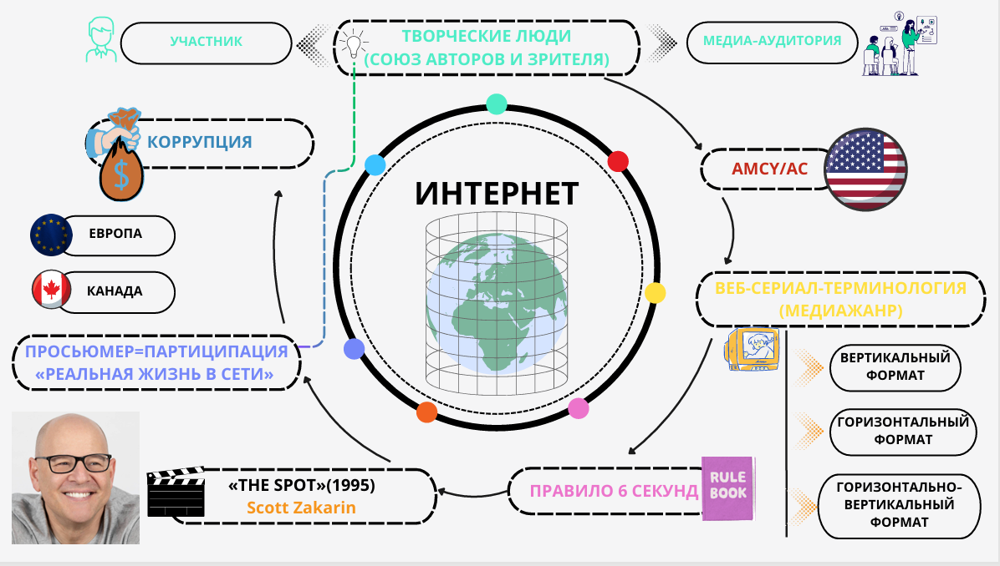 УЧАСТНИК
ТВОРЧЕСКИЕ ЛЮДИ
(СОЮЗ АВТОРОВ И ЗРИТЕЛЯ)
МЕДИА-АУДИТОРИЯ
КОРРУПЦИЯ
$
АМСУ/АС
ИНТЕРНЕТ
ЕВРОПА
КАНАДА
ВЕБ-СЕРИАЛ-ТЕРМИНОЛОГИЯ
(МЕДИАЖАНР)
ПРОСЬЮМЕР=ПАРТИЦИПАЦИЯ
«РЕАЛЬНАЯ ЖИЗНЬ В СЕТИ»
ВЕРТИКАЛЬНЫЙ
ФОРМАТ
ГОРИЗОНТАЛЬНЫЙ
ФОРМАТ
ГОРИЗОНТАЛЬНО-
ВЕРТИКАЛЬНЫЙ
ФОРМАТ
«THE SPOT»(1995)
Scott Zakarin
ПРАВИЛО 6 СЕКУНД
RULE
BOOK